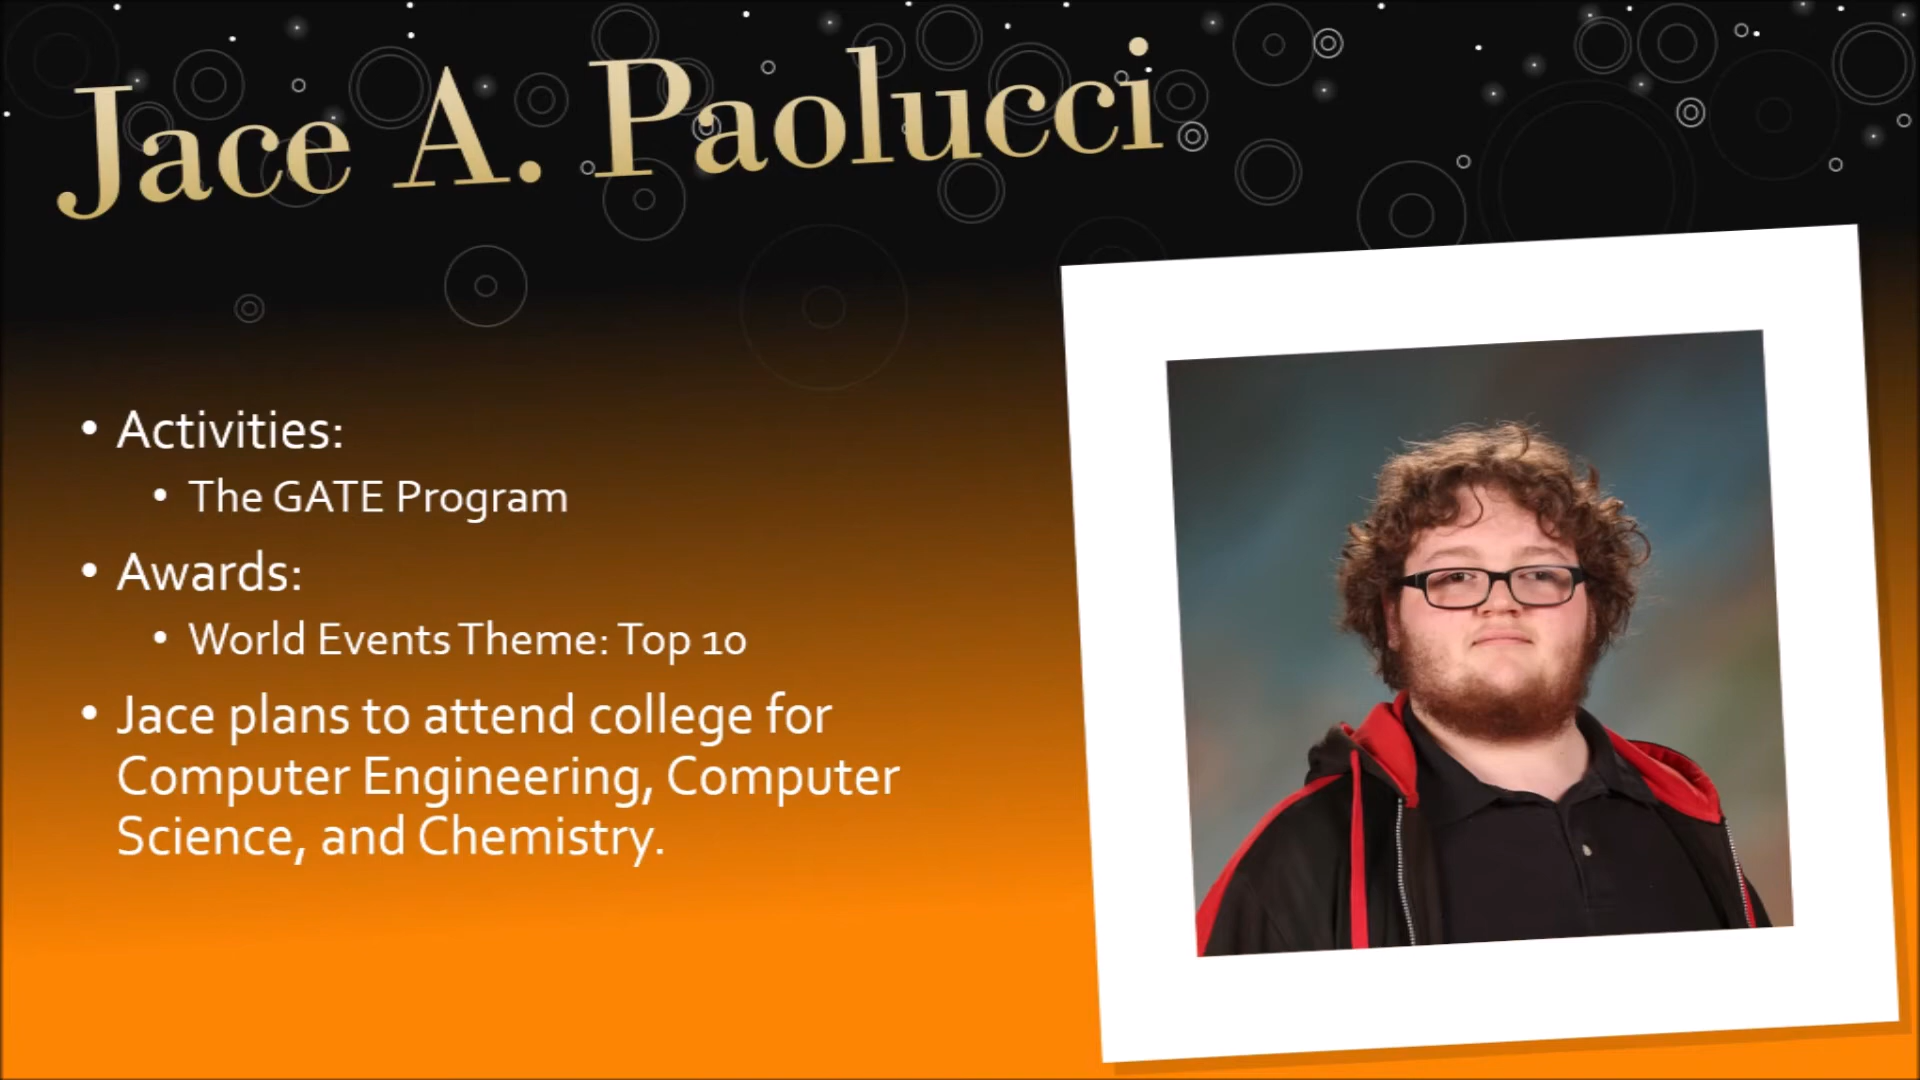 Jace A. Paolucci
• Activities:
• The GATE Program
• Awards:
• World Events Theme: Top 10
• Jace plans to attend college for
Computer Engineering, Computer
Science, and Chemistry.